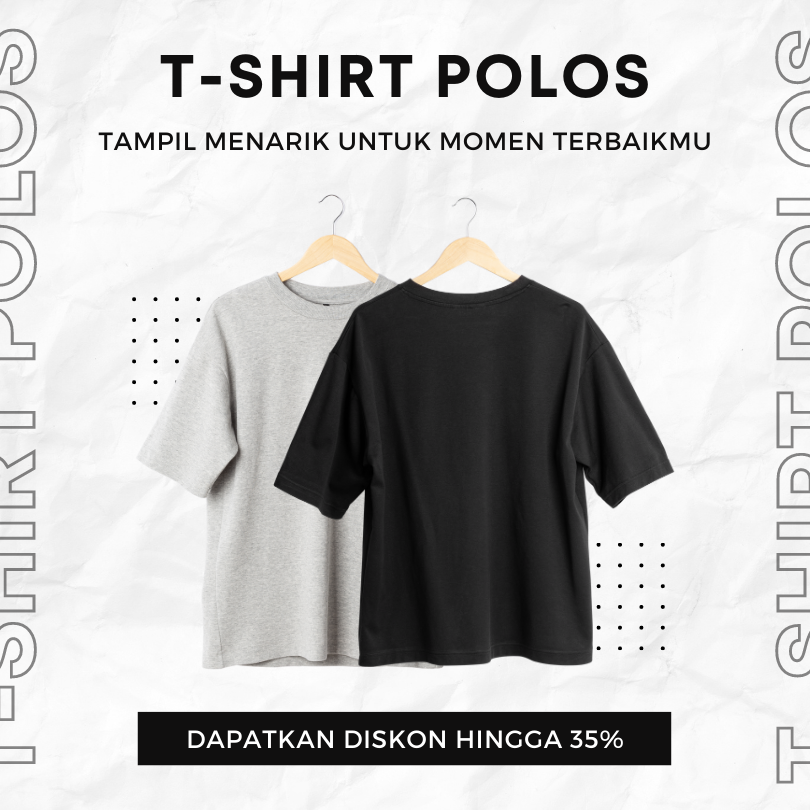 T-SHIRT POLOS
TAMPIL MENARIK UNTUK MOMEN TERBAIKMU
T-SHIRT POLOS
T-SHIRT POLOS
DAPATKAN DISKON HINGGA 35%